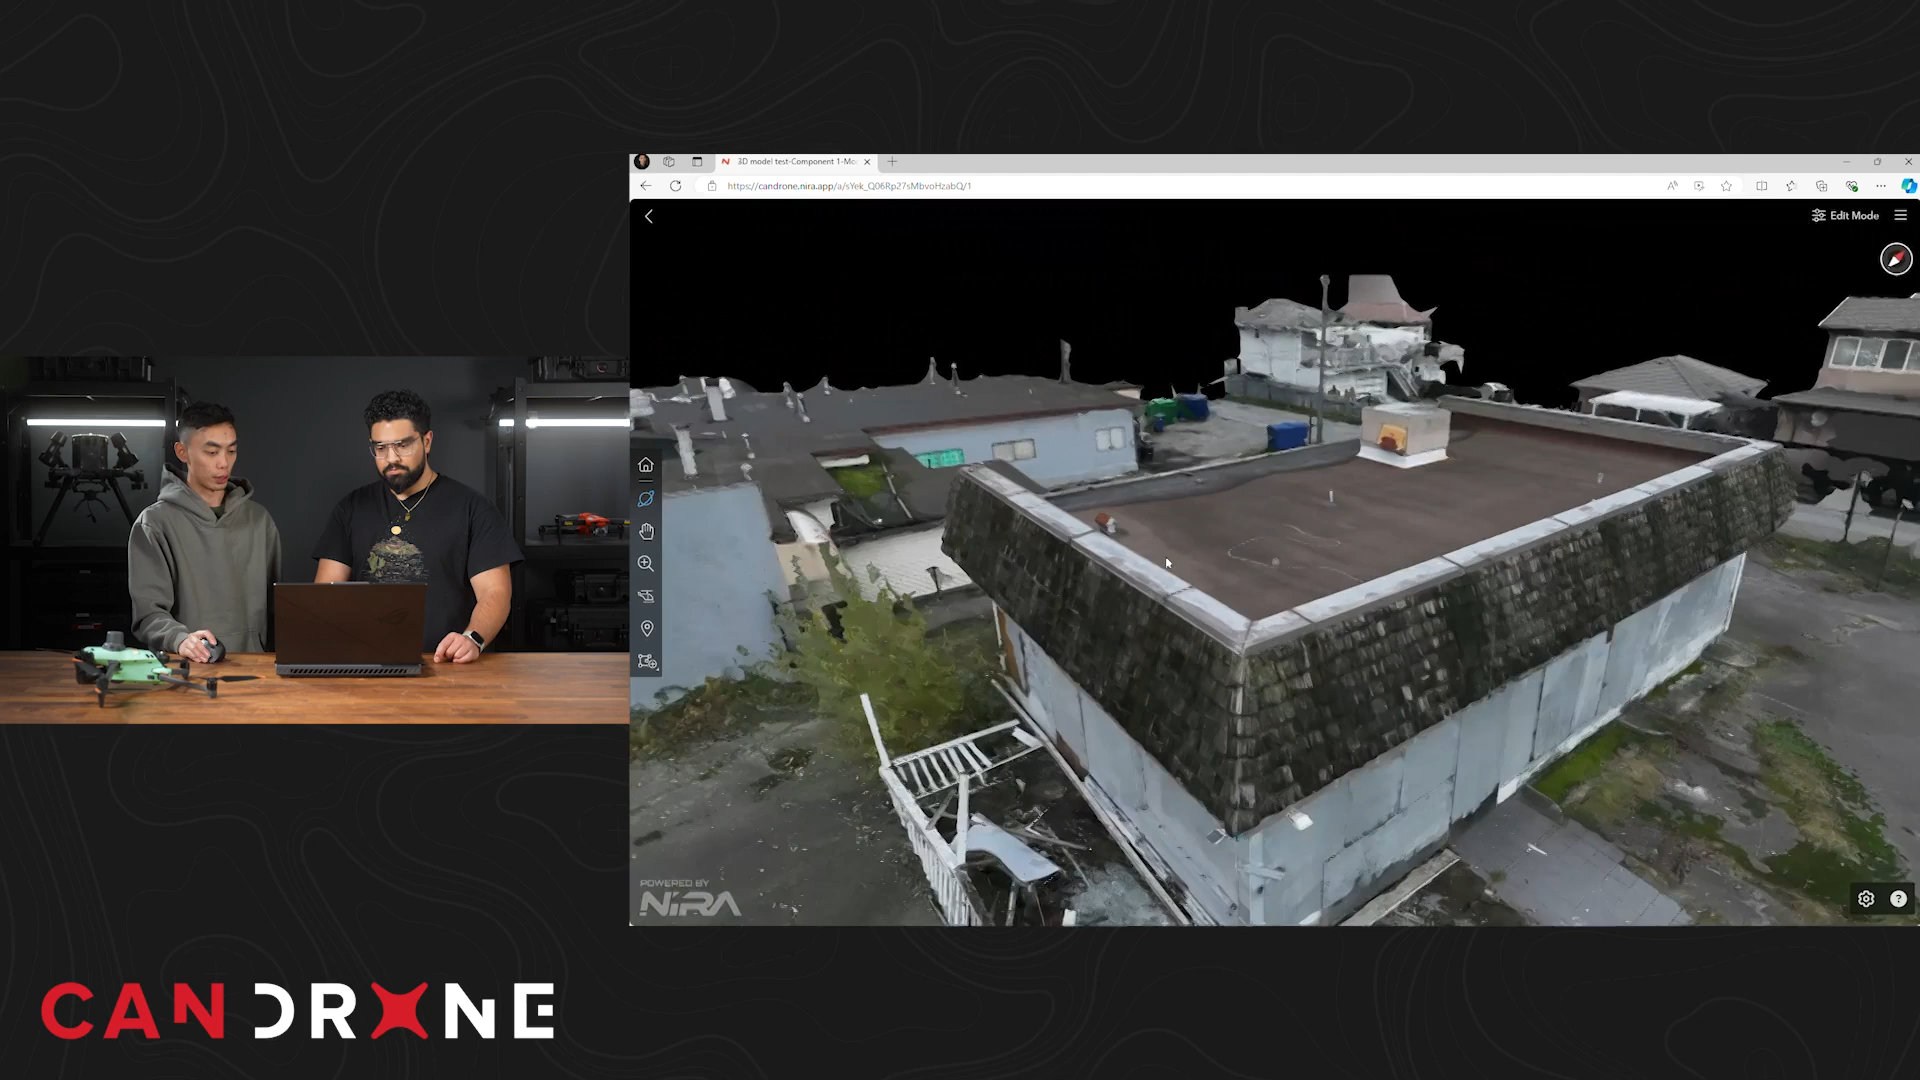 3D model test-Component 1-Mo
https://candrone.nira.app/a/sYek_Q06Rp27sMbvoHzabQ/1
Edit Mode
POWERED BY
NIRA
CANDRONE